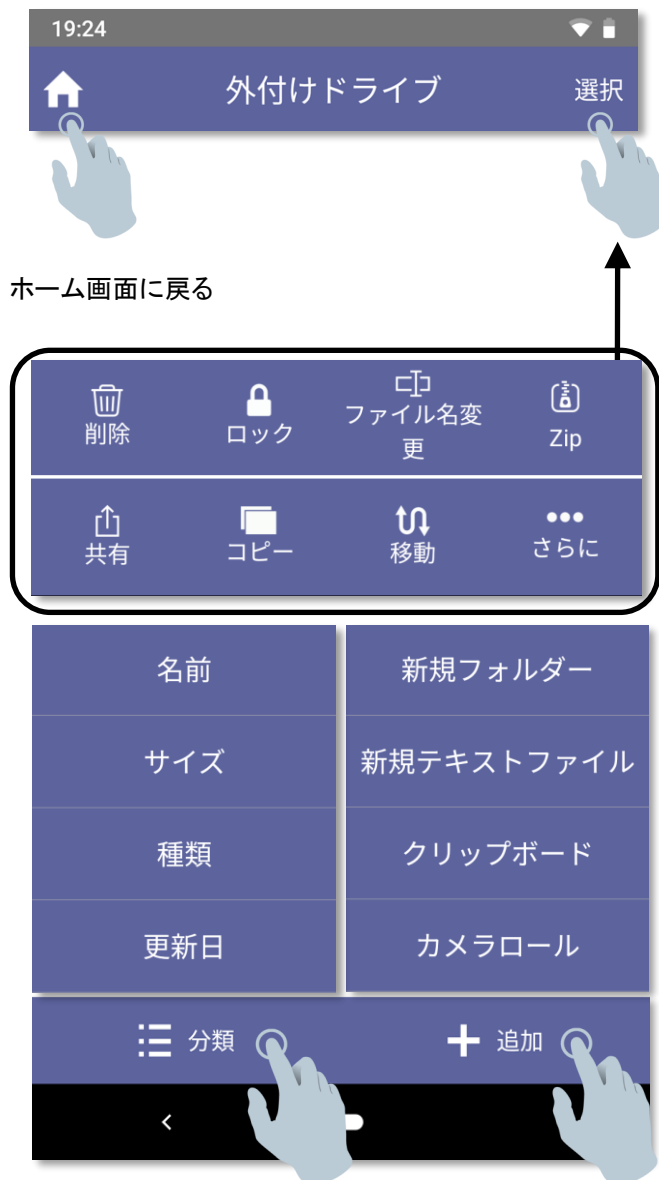 19:24
外付けドライブ
選択
ホーム画面に戻る
削除
ロック
ファイル名変
更
Zip
共有
コピー
移動
さらに
名前
新規フォルダー
サイズ
新規テキストファイル
種類
クリップボード
更新日
カメラロール
分類
追加